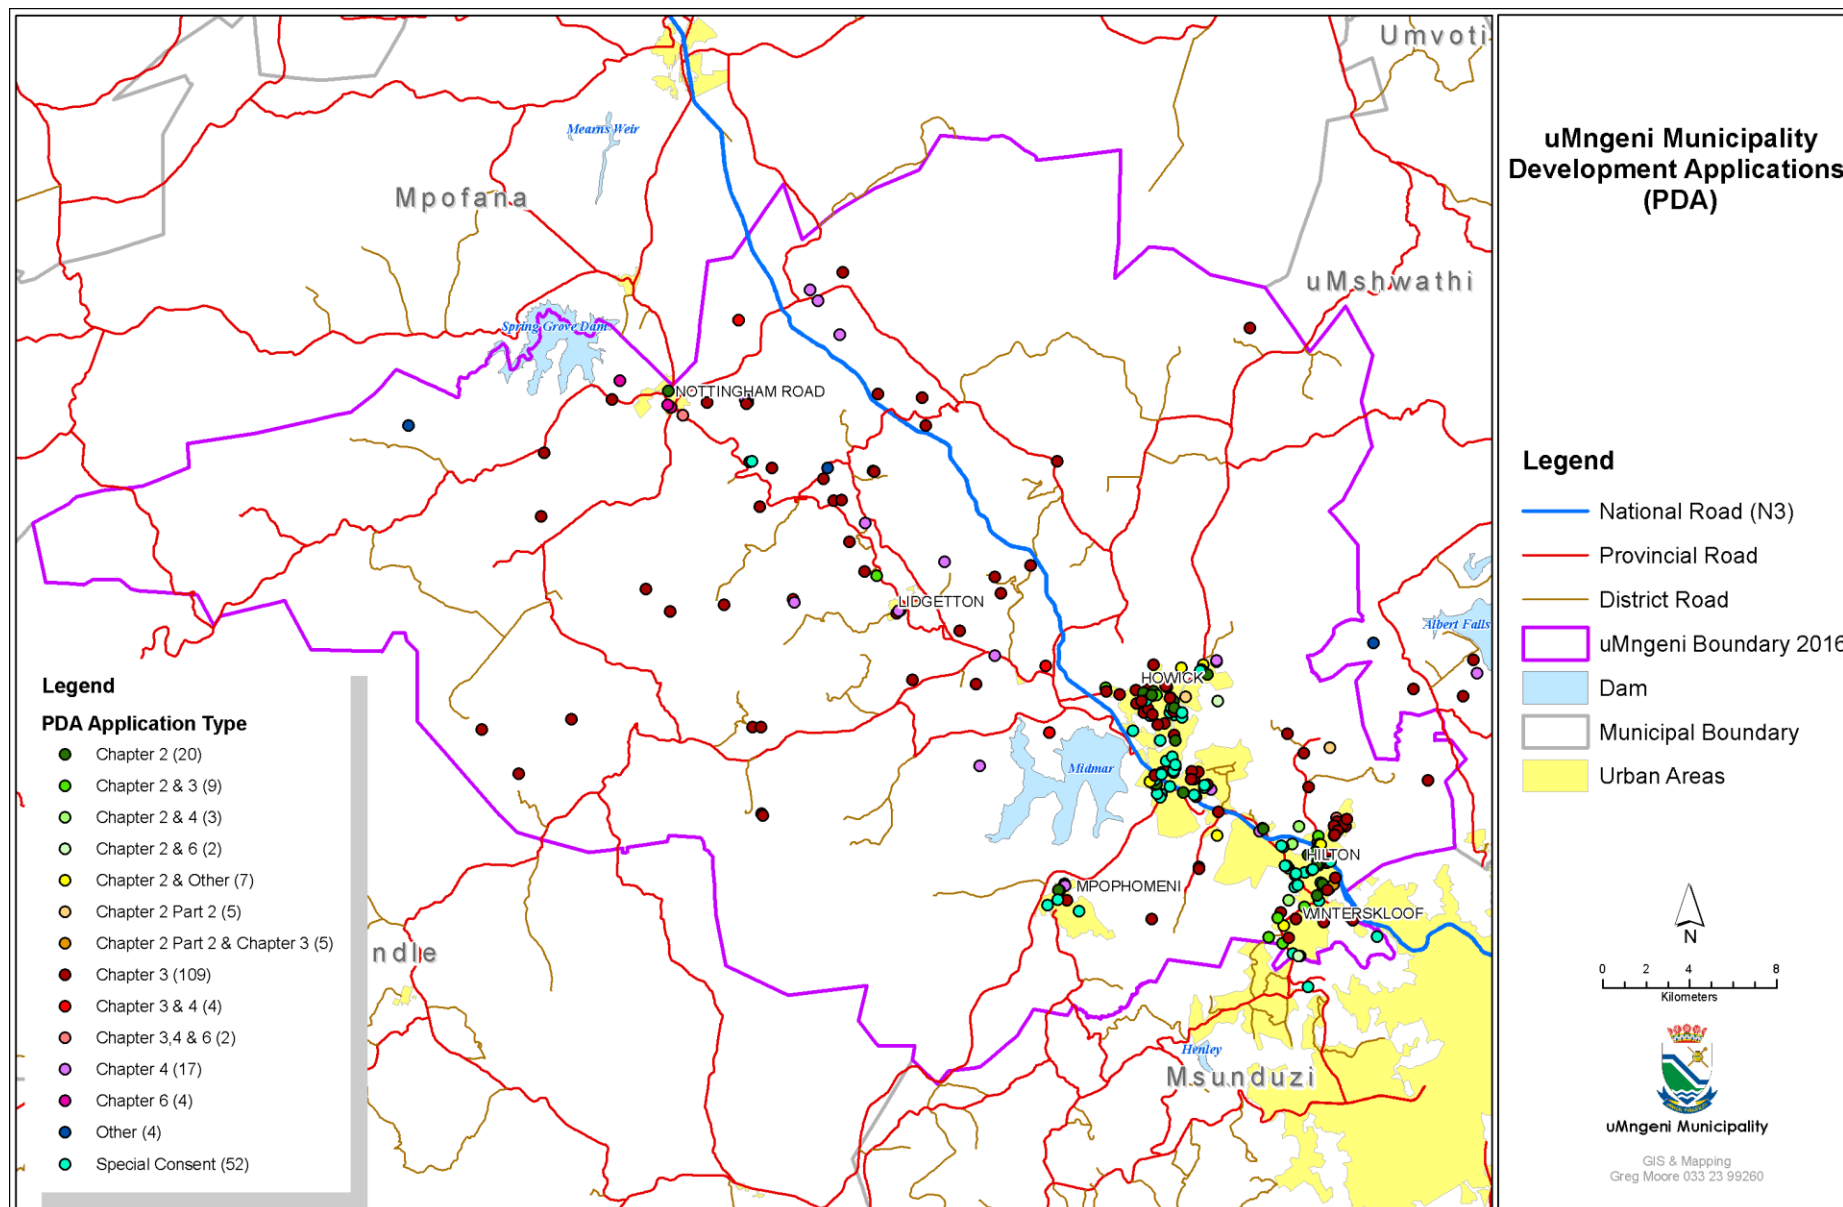 Umvoti
Mearns Weir
Mpofana
uMshwathi
Spring Grove Dam
NOTTINGHAM ROAD
LIDGETTON
Albert Falls
HOWICK
Midmar
HILTON
MPOPHOMENI
WINTERSKLOOF
ndle
Henley
Msunduzi
Legend
PDA Application Type
Chapter 2 (20)
Chapter 2 & 3 (9)
Chapter 2 & 4 (3)
Chapter 2 & 6 (2)
Chapter 2 & Other (7)
Chapter 2 Part 2 (5)
Chapter 2 Part 2 & Chapter 3 (5)
Chapter 3 (109)
Chapter 3 & 4 (4)
Chapter 3,4 & 6 (2)
Chapter 4 (17)
Chapter 6 (4)
Other (4)
Special Consent (52)
uMngeni Municipality
Development Applications
(PDA)
Legend
National Road (N3)
Provincial Road
District Road
uMngeni Boundary 2016
Dam
Municipal Boundary
Urban Areas
N
0 2 4 8
Kilometers
uMngeni Municipality
GIS & Mapping
Greg Moore 033 23 99260